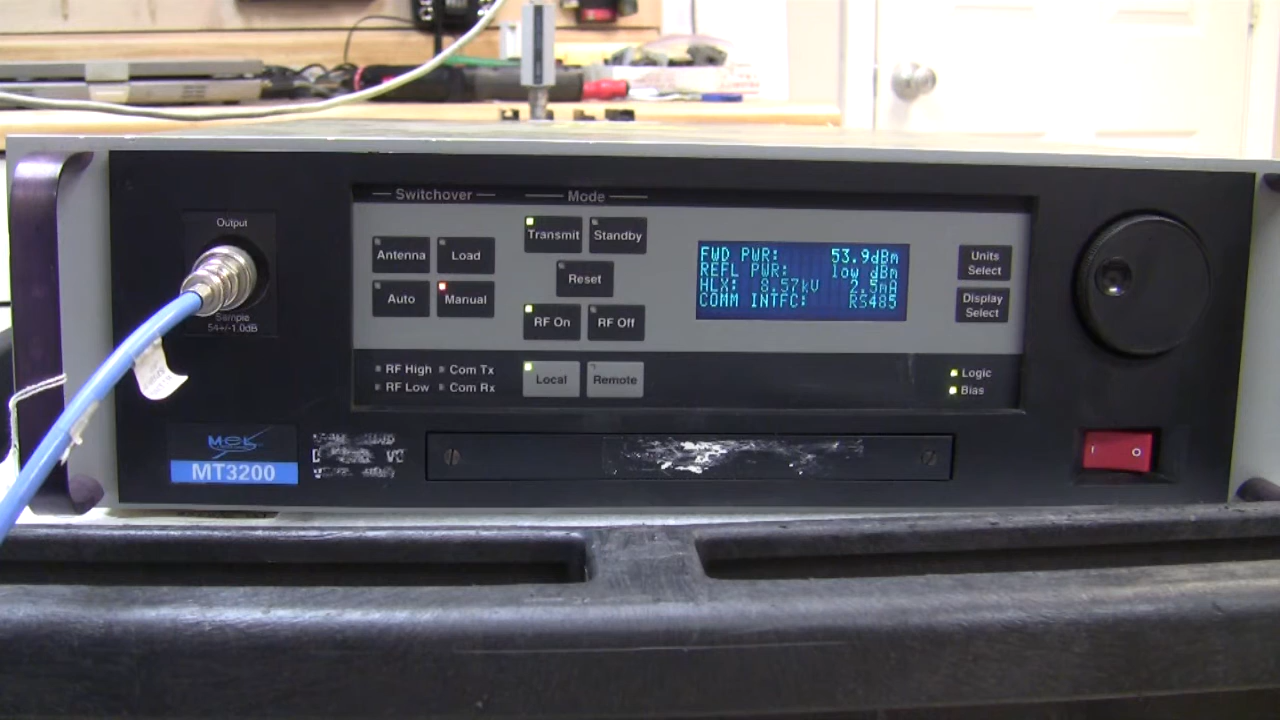 Switchover
Mode
Output
Transmit
Standby
Antenna
Load
Reset
Auto
Manual
RF On
RF Off
FWD PWR: 53.9dBm
REFL PWR: low dBm
HLX: 8.57kV 2.5mA
COMM INTFC: RS485
Units
Select
Display
Select
Sample
54+/-1.0dB
RF High
Com Tx
RF Low
Com Rx
Local
Remote
Logic
Bias
MCL
MT3200
I O